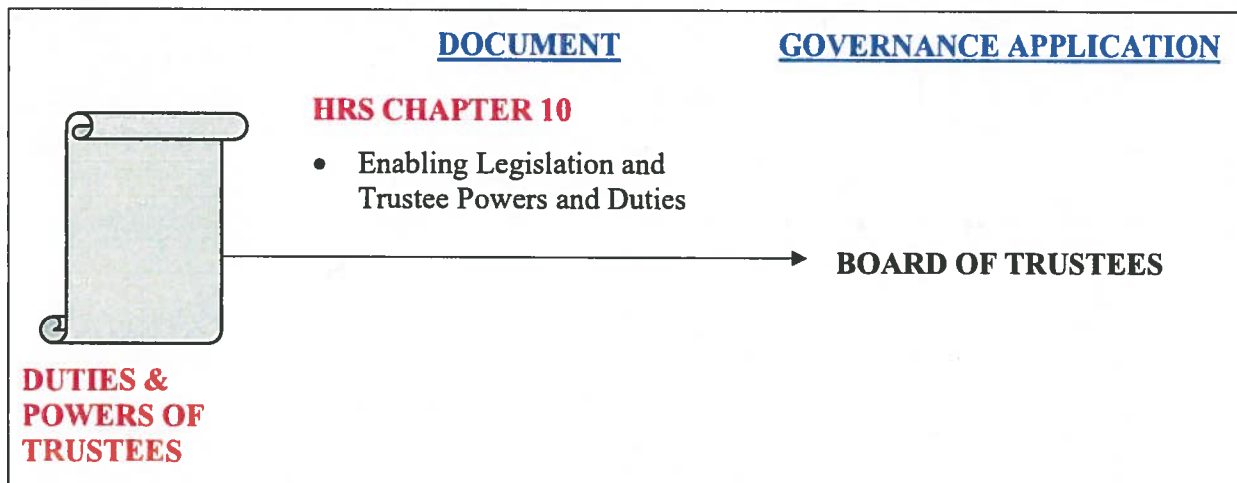 DOCUMENT
GOVERNANCE APPLICATION
HRS CHAPTER 10
• Enabling Legislation and
Trustee Powers and Duties
BOARD OF TRUSTEES
DUTIES &
POWERS OF
TRUSTEES